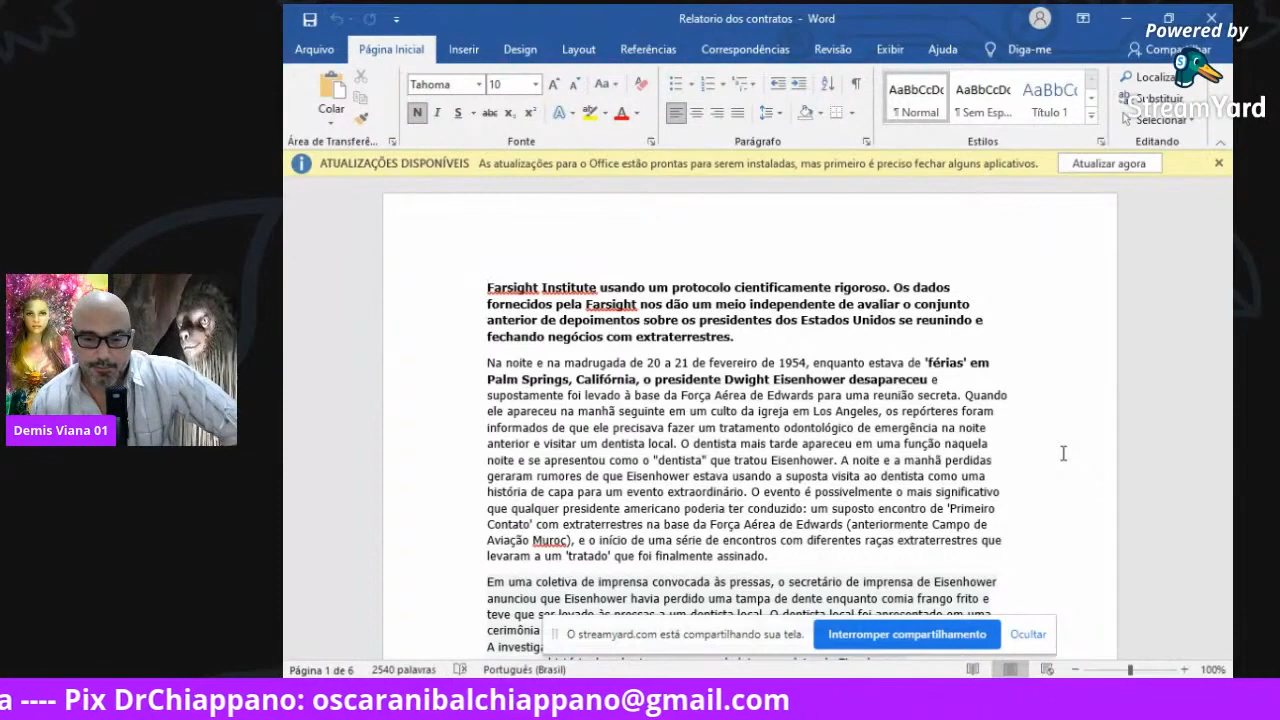 Relatorio dos contratos - Word
Powered by
StreamYard
Arquivo Página Inicial Inserir Design Layout Referências Correspondências Revisão Exibir Ajuda Diga-me
Colar
Tahoma 10
Aa
N I S abc x₂ x²
AaBbCcDc AaBbCcDc AaBbCc
¶ Normal ¶ Sem Esp... Título 1
Substituir
Selecionar
Área de Transferê... Fonte Parágrafo Estilos Editando
ATUALIZAÇÕES DISPONÍVEIS As atualizações para o Office estão prontas para serem instaladas, mas primeiro é preciso fechar alguns aplicativos. Atualizar agora
Farsight Institute usando um protocolo cientificamente rigoroso. Os dados
fornecidos pela Farsight nos dão um meio independente de avaliar o conjunto
anterior de depoimentos sobre os presidentes dos Estados Unidos se reunindo e
fechando negócios com extraterrestres.
Na noite e na madrugada de 20 a 21 de fevereiro de 1954, enquanto estava de 'férias' em
Palm Springs, Califórnia, o presidente Dwight Eisenhower desapareceu e
supostamente foi levado à base da Força Aérea de Edwards para uma reunião secreta. Quando
ele apareceu na manhã seguinte em um culto da igreja em Los Angeles, os repórteres foram
informados de que ele precisava fazer um tratamento odontológico de emergência na noite
anterior e visitar um dentista local. O dentista mais tarde apareceu em uma função naquela
noite e se apresentou como o "dentista" que tratou Eisenhower. A noite e a manhã perdidas
geraram rumores de que Eisenhower estava usando a suposta visita ao dentista como uma
história de capa para um evento extraordinário. O evento é possivelmente o mais significativo
que qualquer presidente americano poderia ter conduzido: um suposto encontro de 'Primeiro
Contato' com extraterrestres na base da Força Aérea de Edwards (anteriormente Campo de
Aviação Muroc), e o início de uma série de encontros com diferentes raças extraterrestres que
levaram a um 'tratado' que foi finalmente assinado.
Em uma coletiva de imprensa convocada às pressas, o secretário de imprensa de Eisenhower
anunciou que Eisenhower havia perdido uma tampa de dente enquanto comia frango frito e
teve que ser levado às pressas a um dentista local. O dentista local foi apresentado em uma
cerimônia
A investig
O streamyard.com está compartilhando sua tela. Interromper compartilhamento Ocultar
Página 1 de 6 2540 palavras Português (Brasil) 100%
Demis Viana 01
a ---- Pix DrChiappano: oscaranibalchiappano@gmail.com